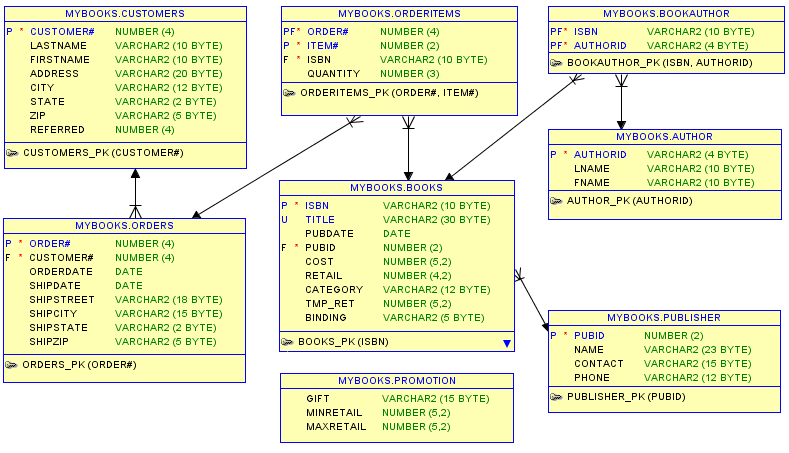 MYBOOKS.CUSTOMERS
P * CUSTOMER# NUMBER (4)
LASTNAME VARCHAR2 (10 BYTE)
FIRSTNAME VARCHAR2 (10 BYTE)
ADDRESS VARCHAR2 (20 BYTE)
CITY VARCHAR2 (12 BYTE)
STATE VARCHAR2 (2 BYTE)
ZIP VARCHAR2 (5 BYTE)
REFERRED NUMBER (4)
CUSTOMERS_PK (CUSTOMER#)
MYBOOKS.ORDERITEMS
PF* ORDER# NUMBER (4)
P * ITEM# NUMBER (2)
F * ISBN VARCHAR2 (10 BYTE)
QUANTITY NUMBER (3)
ORDERITEMS_PK (ORDER#, ITEM#)
MYBOOKS.BOOKAUTHOR
PF* ISBN VARCHAR2 (10 BYTE)
PF* AUTHORID VARCHAR2 (4 BYTE)
BOOKAUTHOR_PK (ISBN, AUTHORID)
MYBOOKS.AUTHOR
P * AUTHORID VARCHAR2 (4 BYTE)
LNAME VARCHAR2 (10 BYTE)
FNAME VARCHAR2 (10 BYTE)
AUTHOR_PK (AUTHORID)
MYBOOKS.ORDERS
P * ORDER# NUMBER (4)
F * CUSTOMER# NUMBER (4)
ORDERDATE DATE
SHIPDATE DATE
SHIPSTREET VARCHAR2 (18 BYTE)
SHIPCITY VARCHAR2 (15 BYTE)
SHIPSTATE VARCHAR2 (2 BYTE)
SHIPZIP VARCHAR2 (5 BYTE)
ORDERS_PK (ORDER#)
MYBOOKS.BOOKS
P * ISBN VARCHAR2 (10 BYTE)
U TITLE VARCHAR2 (30 BYTE)
PUBDATE DATE
F * PUBID NUMBER (2)
COST NUMBER (5,2)
RETAIL NUMBER (4,2)
CATEGORY VARCHAR2 (12 BYTE)
TMP_RET NUMBER (5,2)
BINDING VARCHAR2 (5 BYTE)
BOOKS_PK (ISBN)
MYBOOKS.PUBLISHER
P * PUBID NUMBER (2)
NAME VARCHAR2 (23 BYTE)
CONTACT VARCHAR2 (15 BYTE)
PHONE VARCHAR2 (12 BYTE)
PUBLISHER_PK (PUBID)
MYBOOKS.PROMOTION
GIFT VARCHAR2 (15 BYTE)
MINRETAIL NUMBER (5,2)
MAXRETAIL NUMBER (5,2)